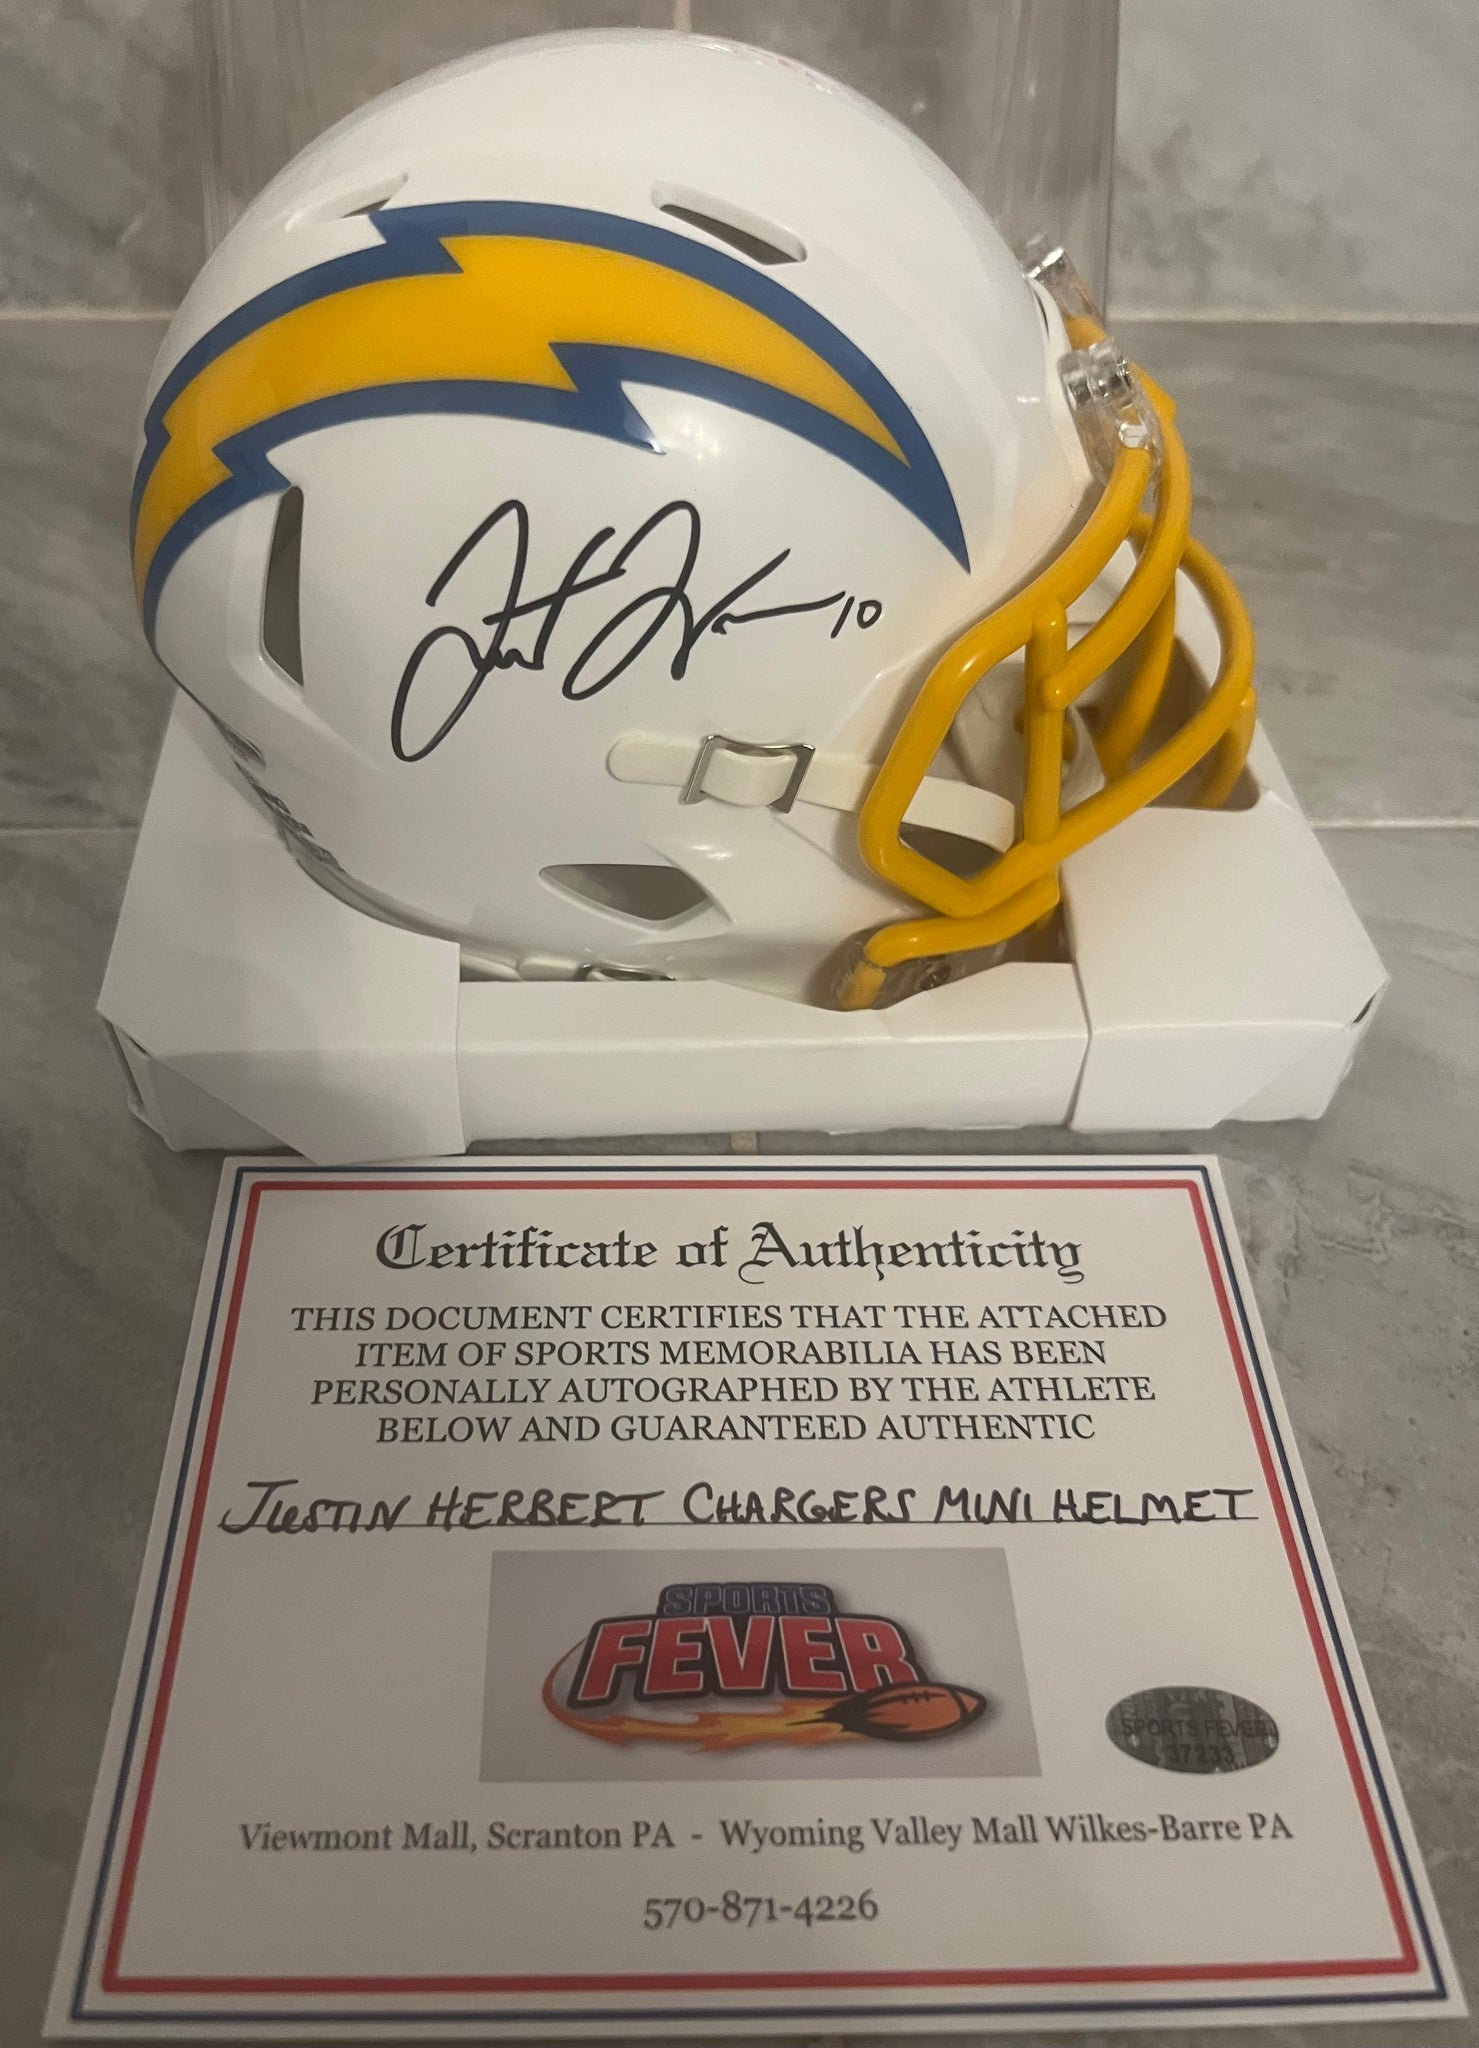 Justin Herbert 10
Certificate of Authenticity
THIS DOCUMENT CERTIFIES THAT THE ATTACHED
ITEM OF SPORTS MEMORABILIA HAS BEEN
PERSONALLY AUTOGRAPHED BY THE ATHLETE
BELOW AND GUARANTEED AUTHENTIC
JUSTIN HERBERT CHARGERS MINI HELMET
SPORTS
FEVER
SPORTS FEVER
37233
Viewmont Mall, Scranton PA - Wyoming Valley Mall Wilkes-Barre PA
570-871-4226